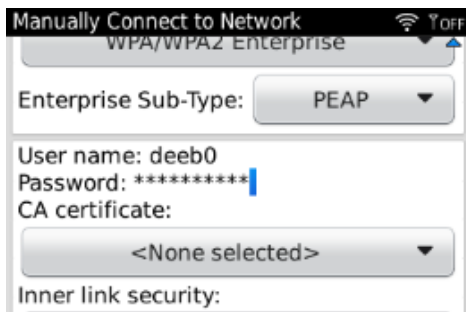 Manually Connect to Network OFF
WPA/WPA2 Enterprise
Enterprise Sub-Type: PEAP
User name: deeb0
Password: **********
CA certificate:
<None selected>
Inner link security: